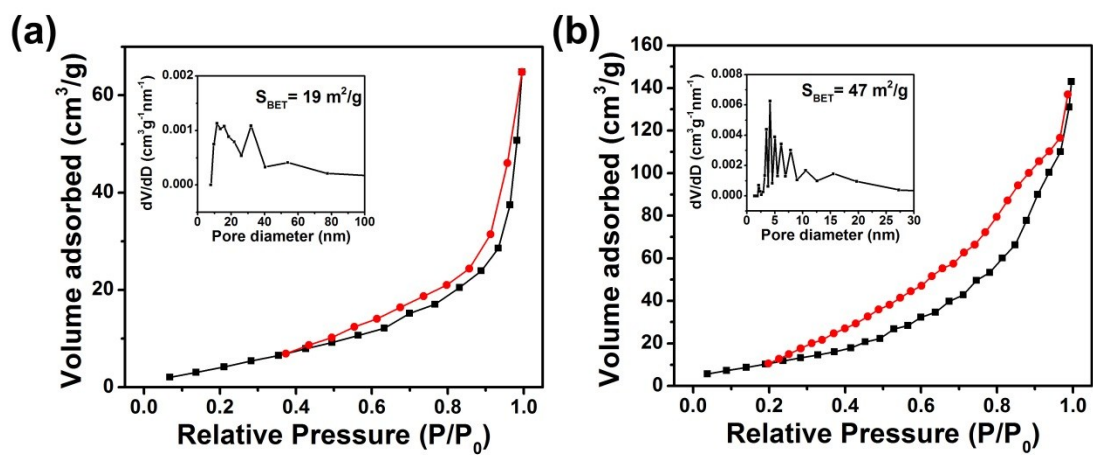 (a)
Volume adsorbed (cm³/g)
60
40
20
0
0.0 0.2 0.4 0.6 0.8 1.0
Relative Pressure (P/P₀)
dV/dD (cm³g⁻¹nm⁻¹)
0.002
0.001
0.000
0 20 40 60 80 100
Pore diameter (nm)
S_BET= 19 m²/g
(b)
Volume adsorbed (cm³/g)
160
140
120
100
80
60
40
20
0
0.0 0.2 0.4 0.6 0.8 1.0
Relative Pressure (P/P₀)
dV/dD (cm³g⁻¹nm⁻¹)
0.008
0.006
0.004
0.002
0.000
0 5 10 15 20 25 30
Pore diameter (nm)
S_BET= 47 m²/g